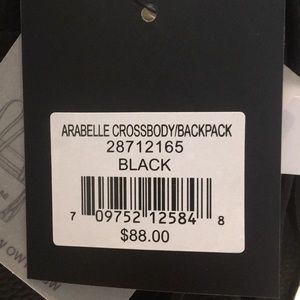 ARABELLE CROSSBODY/BACKPACK
28712165
BLACK
7 09752 12584 8
$88.00